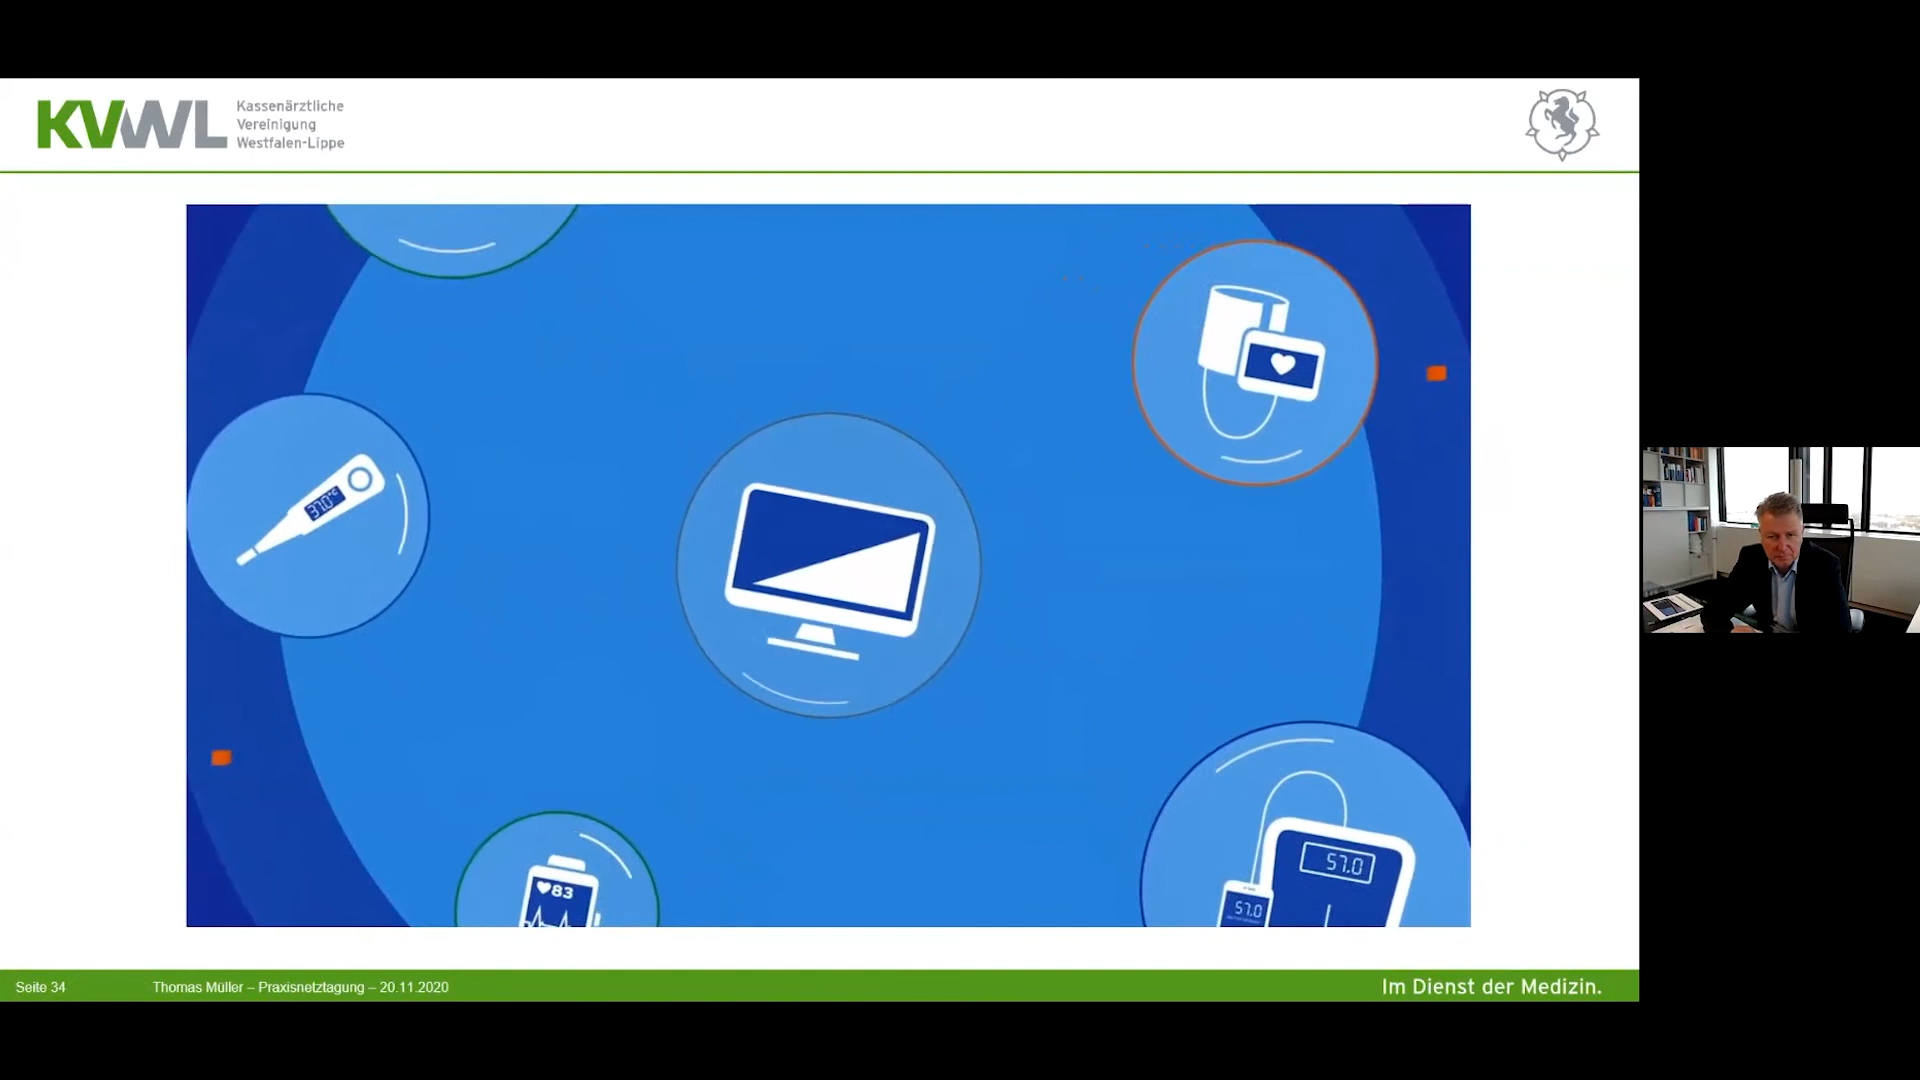 KVWL
Kassenärztliche
Vereinigung
Westfalen-Lippe
37.0°C
83
57.0
57.0
Seite 34
Thomas Müller – Praxisnetztagung – 20.11.2020
Im Dienst der Medizin.